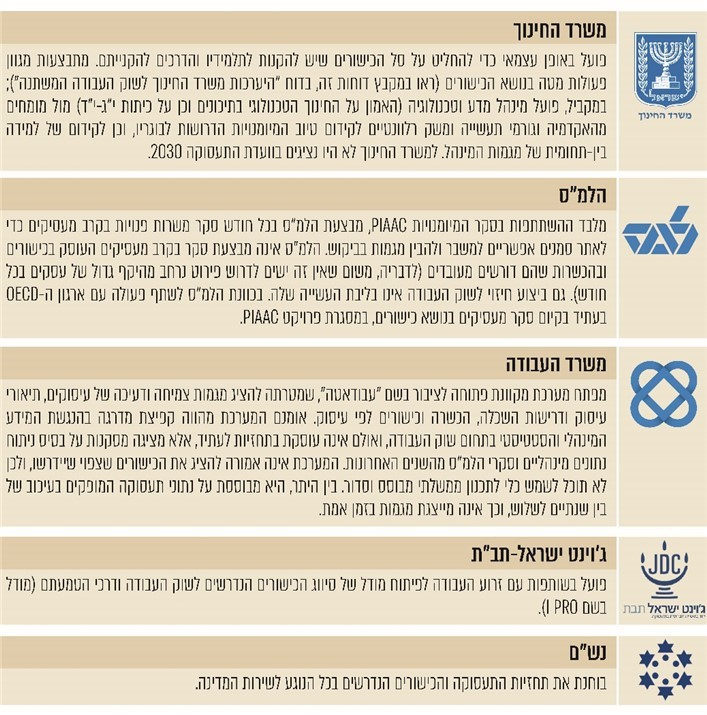 משרד החינוך
פועל באופן עצמאי כדי להחליט על סל הכישורים שיש להקנות לתלמידיו והדרכים להקנייתם. מתבצעות מגוון
פעולות מטה בנושא הכישורים (ראו בקבץ דוחות זה, בדוח "היערכות משרד החינוך לשוק העבודה המשתנה");
במקביל, פועל מינהל מדע וטכנולוגיה (האמון על החינוך הטכנולוגי בתיכונים וכן על כיתות י"ג-י"ד) מול מומחים
מהאקדמיה וגורמי תעשייה ומשק רלוונטיים לקידום טיוב המיומנויות הדרושות לבוגריו, וכן לקידום של למידה
בין-תחומית של מגמות המינהל. למשרד החינוך לא היו נציגים בוועדת התעסוקה 2030.
משרד החינוך
הלמ"ס
מלבד ההשתתפות בסקר המיומנויות PIAAC, מבצעת הלמ"ס בכל חודש סקר משרות פנויות בקרב מעסיקים כדי
לאתר סמנים אפשריים למשבר ולהבין מגמות בביקוש. הלמ"ס אינה מבצעת סקר בקרב מעסיקים העוסק בכישורים
ובהכשרות שהם דורשים מעובדים (לדבריה, משום שאין זה ישים לדרוש פירוט נרחב מהיקף גדול של עסקים בכל
חודש). גם ביצוע חיזוי לשוק העבודה אינו בליבת העשייה שלה. בכוונת הלמ"ס לשתף פעולה עם ארגון ה-OECD
בעתיד בקיום סקר מעסיקים בנושא כישורים, במסגרת פרויקט PIAAC.
משרד העבודה
מפתח מערכת מקוונת פתוחה לציבור בשם "עבודאטה", שמטרתה להציג מגמות צמיחה ודעיכה של עיסוקים, תיאורי
עיסוק ודרישות השכלה, הכשרה וכישורים לפי עיסוק. אומנם המערכת מהווה קפיצת מדרגה בהנגשת המידע
המינהלי והסטטיסטי בתחום שוק העבודה, ואולם אינה עוסקת בתחזיות לעתיד, אלא מציגה מסקנות על בסיס ניתוח
נתונים מינהליים וסקרי הלמ"ס מהשנים האחרונות. המערכת אינה אמורה להציג את הכישורים שצפוי שיידרשו, ולכן
לא תוכל לשמש כלי לתכנון ממשלתי מבוסס וסדור. בין היתר, היא מבוססת על נתוני תעסוקה המופקים בעיכוב של
בין שנתיים לשלוש, וכך אינה מייצגת מגמות בזמן אמת.
ג'וינט ישראל-תב"ת
פועל בשותפות עם זרוע העבודה לפיתוח מודל של סיווג הכישורים הנדרשים לשוק העבודה ודרכי הטמעתם (מודל
בשם I PRO).
JDC
ג'וינט ישראל תבת
נש"ם
בוחנת את תחזיות התעסוקה והכישורים הנדרשים בכל הנוגע לשירות המדינה.